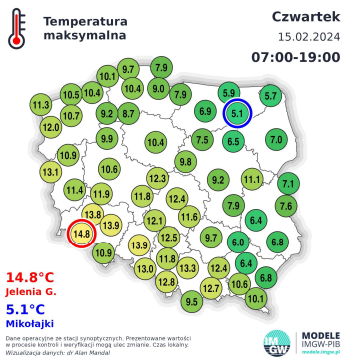 Temperatura
maksymalna
Czwartek
15.02.2024
07:00-19:00
10.1 9.7 7.9
11.3 10.5 10.4 10.4 9.0 7.9 5.9 5.7
12.0 10.7 9.2 8.7 6.9 5.1
9.9 10.4 7.5 6.5 7.0
10.9 9.8
13.1 10.6 9.2 11.1 7.1
11.4 11.9 11.8 12.3 12.4 7.9 7.6
13.8 13.9 12.1 11.6 6.4
14.8 13.9 12.5 9.7 6.0 6.8
10.9 13.0 11.8 13.3 12.4 6.4
12.8 12.7 10.6 6.8
9.5 10.1
14.8°C
Jelenia G.
5.1°C
Mikołajki
Dane operacyjne ze stacji synoptycznych. Prezentowane wartości
w procesie kontroli i weryfikacji mogą ulec zmianie. Czas lokalny.
Wizualizacja danych: dr Alan Mandal
IM
GW
MODELE
IMGW-PIB
modele.imgw.pl